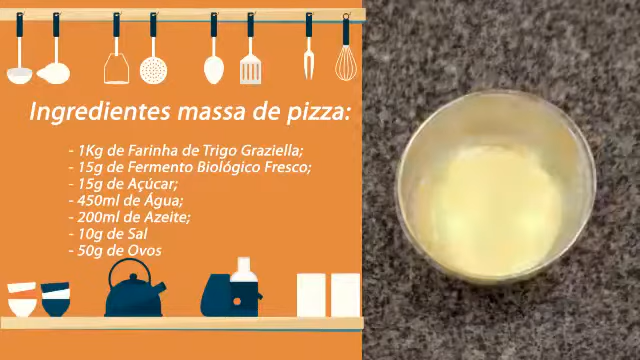 Ingredientes massa de pizza:
- 1Kg de Farinha de Trigo Graziella;
- 15g de Fermento Biológico Fresco;
- 15g de Açúcar;
- 450ml de Água;
- 200ml de Azeite;
- 10g de Sal
- 50g de Ovos